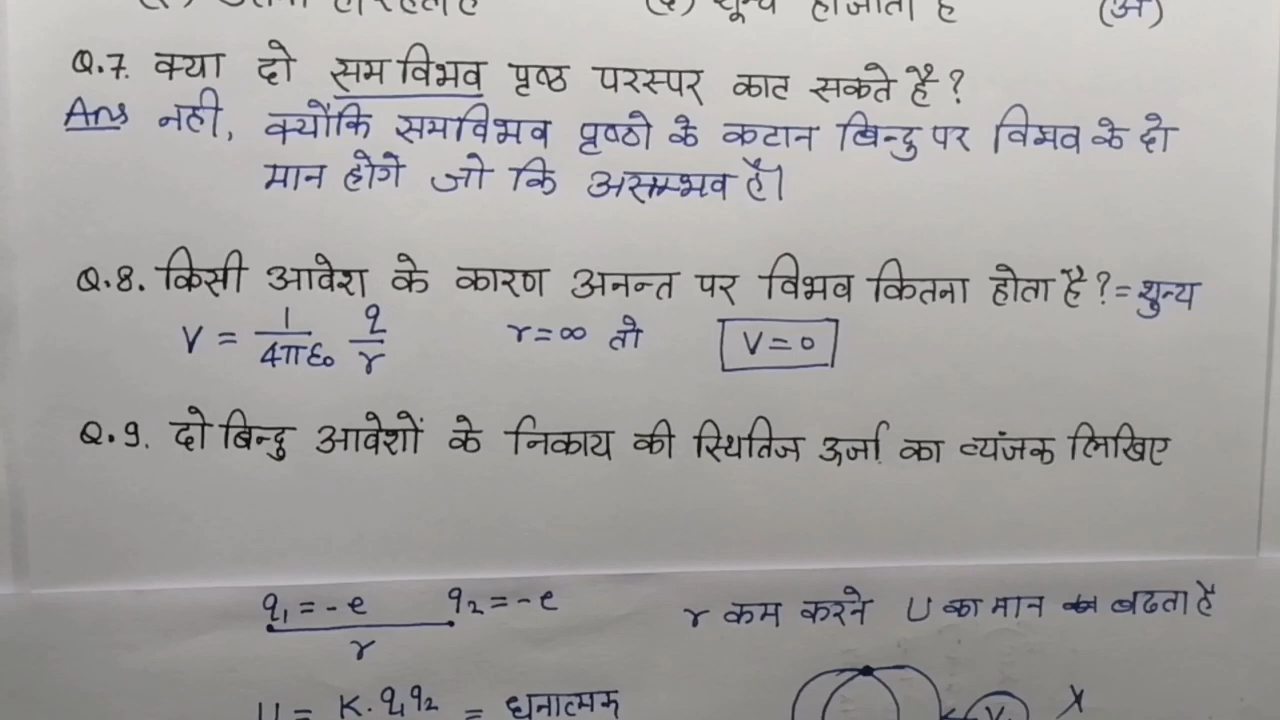 (द) शून्य हो जाता है (अ)
Q.7. क्या दो समविभव पृष्ठ परस्पर काट सकते है?
Ans नही, क्योंकि समविभव पृष्ठो के कटान बिन्दु पर विभव के दो
मान होगे जो कि असम्भव है।
Q.8. किसी आवेश के कारण अनन्त पर विभव कितना होता है? = शुन्य
V = 1/4πε₀ q/r r=∞ तो V=0
Q.9. दो बिन्दु आवेशों के निकाय की स्थितिज ऊर्जा का व्यंजक लिखिए
q₁ = -e q₂ = -e r कम करने U का मान बढता है
r
U = K.q₁q₂ = धनात्मक